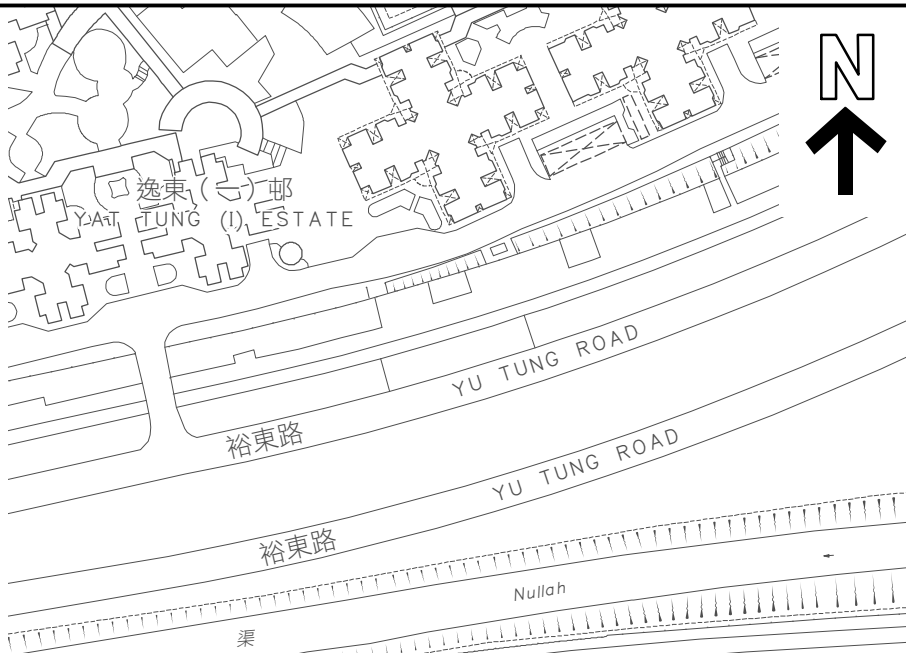 N
逸東(一)邨
YAT TUNG (I) ESTATE
YU TUNG ROAD
裕東路
YU TUNG ROAD
裕東路
Nullah
渠